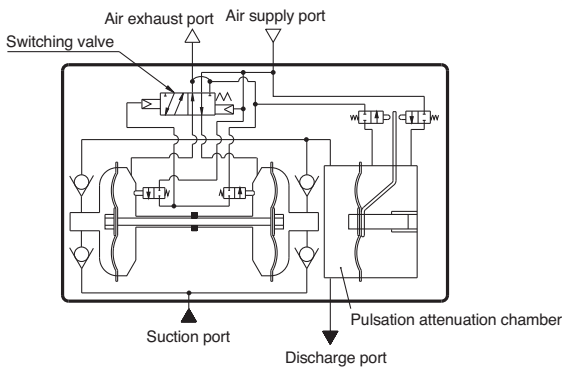 Air exhaust port
Air supply port
Switching valve
Pulsation attenuation chamber
Suction port
Discharge port